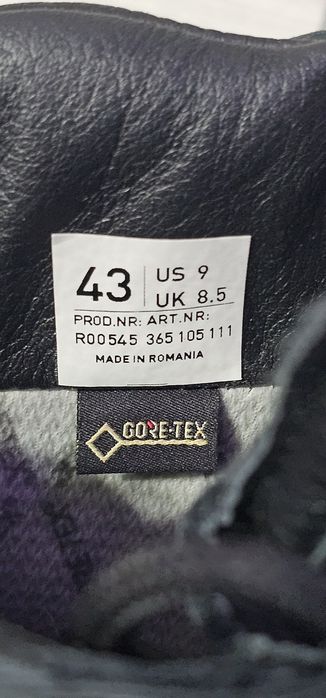 43
US 9
UK 8.5
PROD.NR: ART.NR:
R00545 365 105 111
MADE IN ROMANIA
GORE-TEX